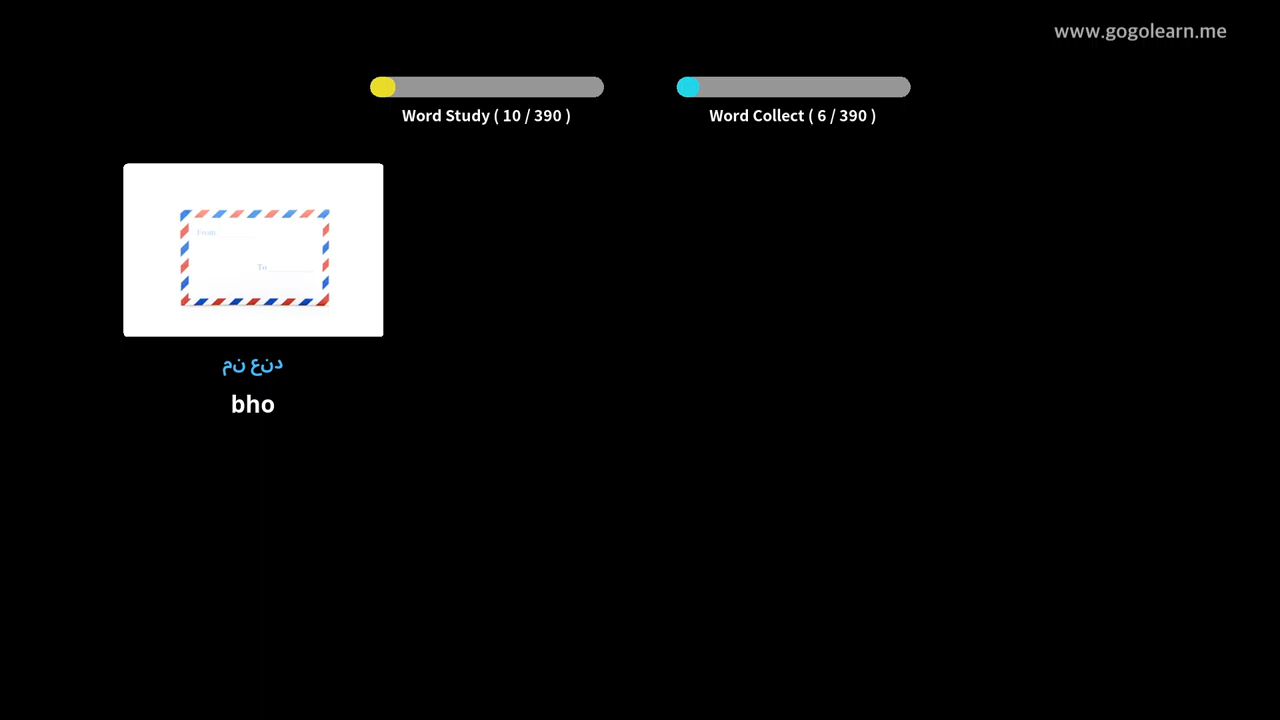 www.gogolearn.me
Word Study ( 10 / 390 )
Word Collect ( 6 / 390 )
From
To
من عند
bho